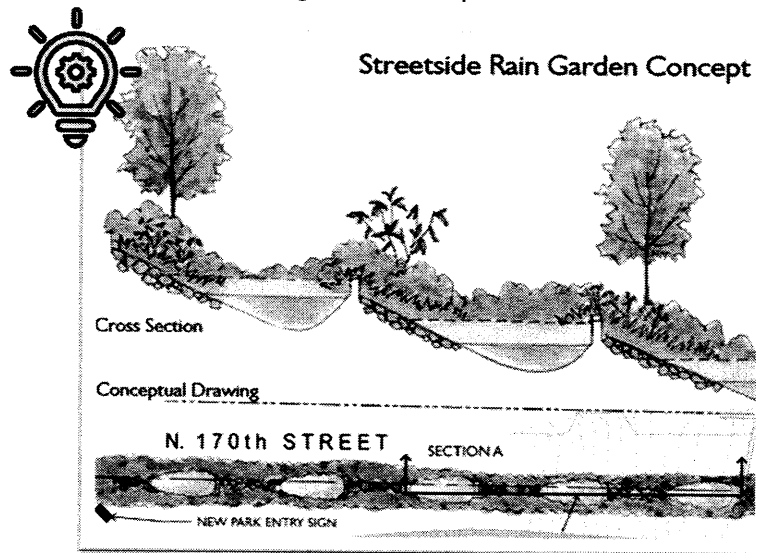 Streetside Rain Garden Concept
Cross Section
Conceptual Drawing
N. 170th STREET
SECTION A
NEW PARK ENTRY SIGN